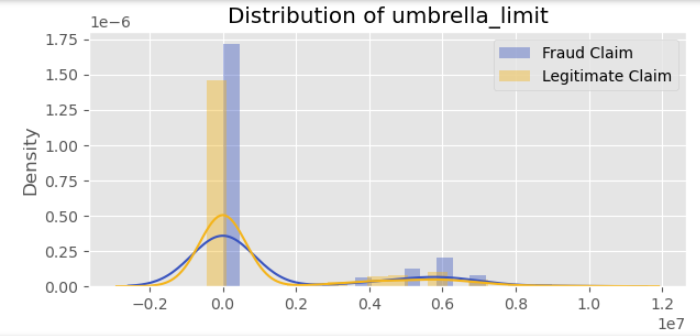 Distribution of umbrella_limit
1e−6
1.75
1.50
1.25
1.00
0.75
0.50
0.25
0.00
Density
Fraud Claim
Legitimate Claim
−0.2 0.0 0.2 0.4 0.6 0.8 1.0 1.2
1e7